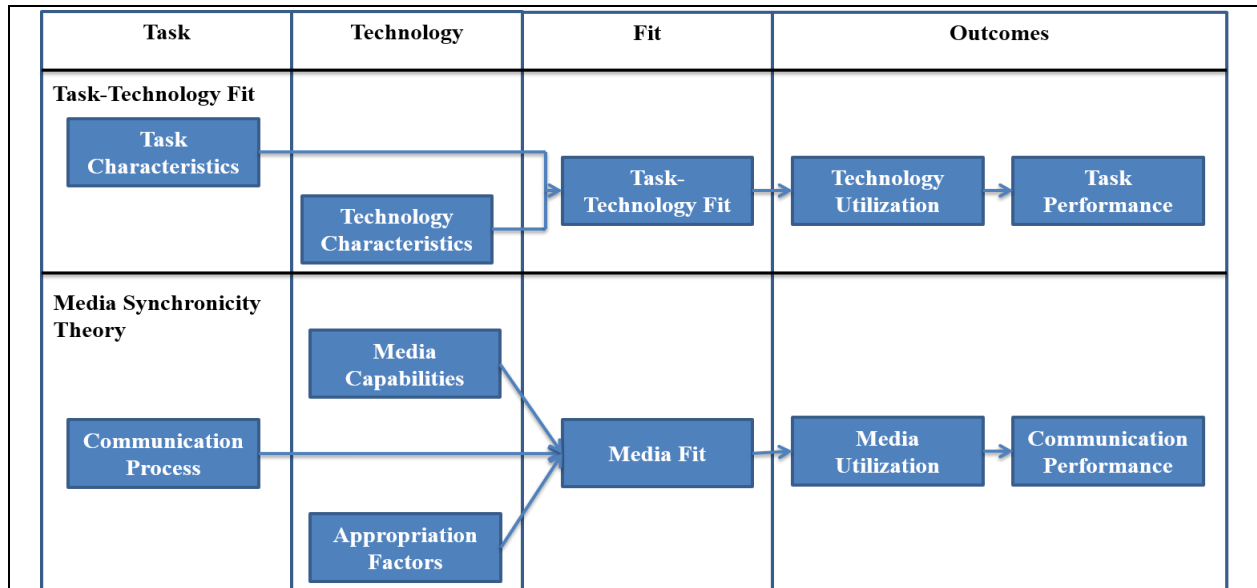 Task
Technology
Fit
Outcomes
Task-Technology Fit
Task
Characteristics
Technology
Characteristics
Task-
Technology Fit
Technology
Utilization
Task
Performance
Media Synchronicity
Theory
Media
Capabilities
Communication
Process
Appropriation
Factors
Media Fit
Media
Utilization
Communication
Performance